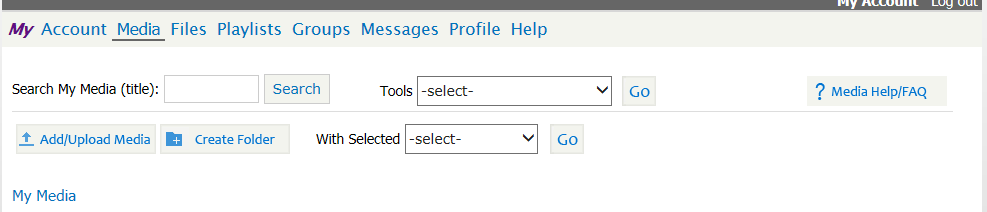 My Account Log out
My Account Media Files Playlists Groups Messages Profile Help
Search My Media (title): Search Tools -select- Go ? Media Help/FAQ
Add/Upload Media Create Folder With Selected -select- Go
My Media